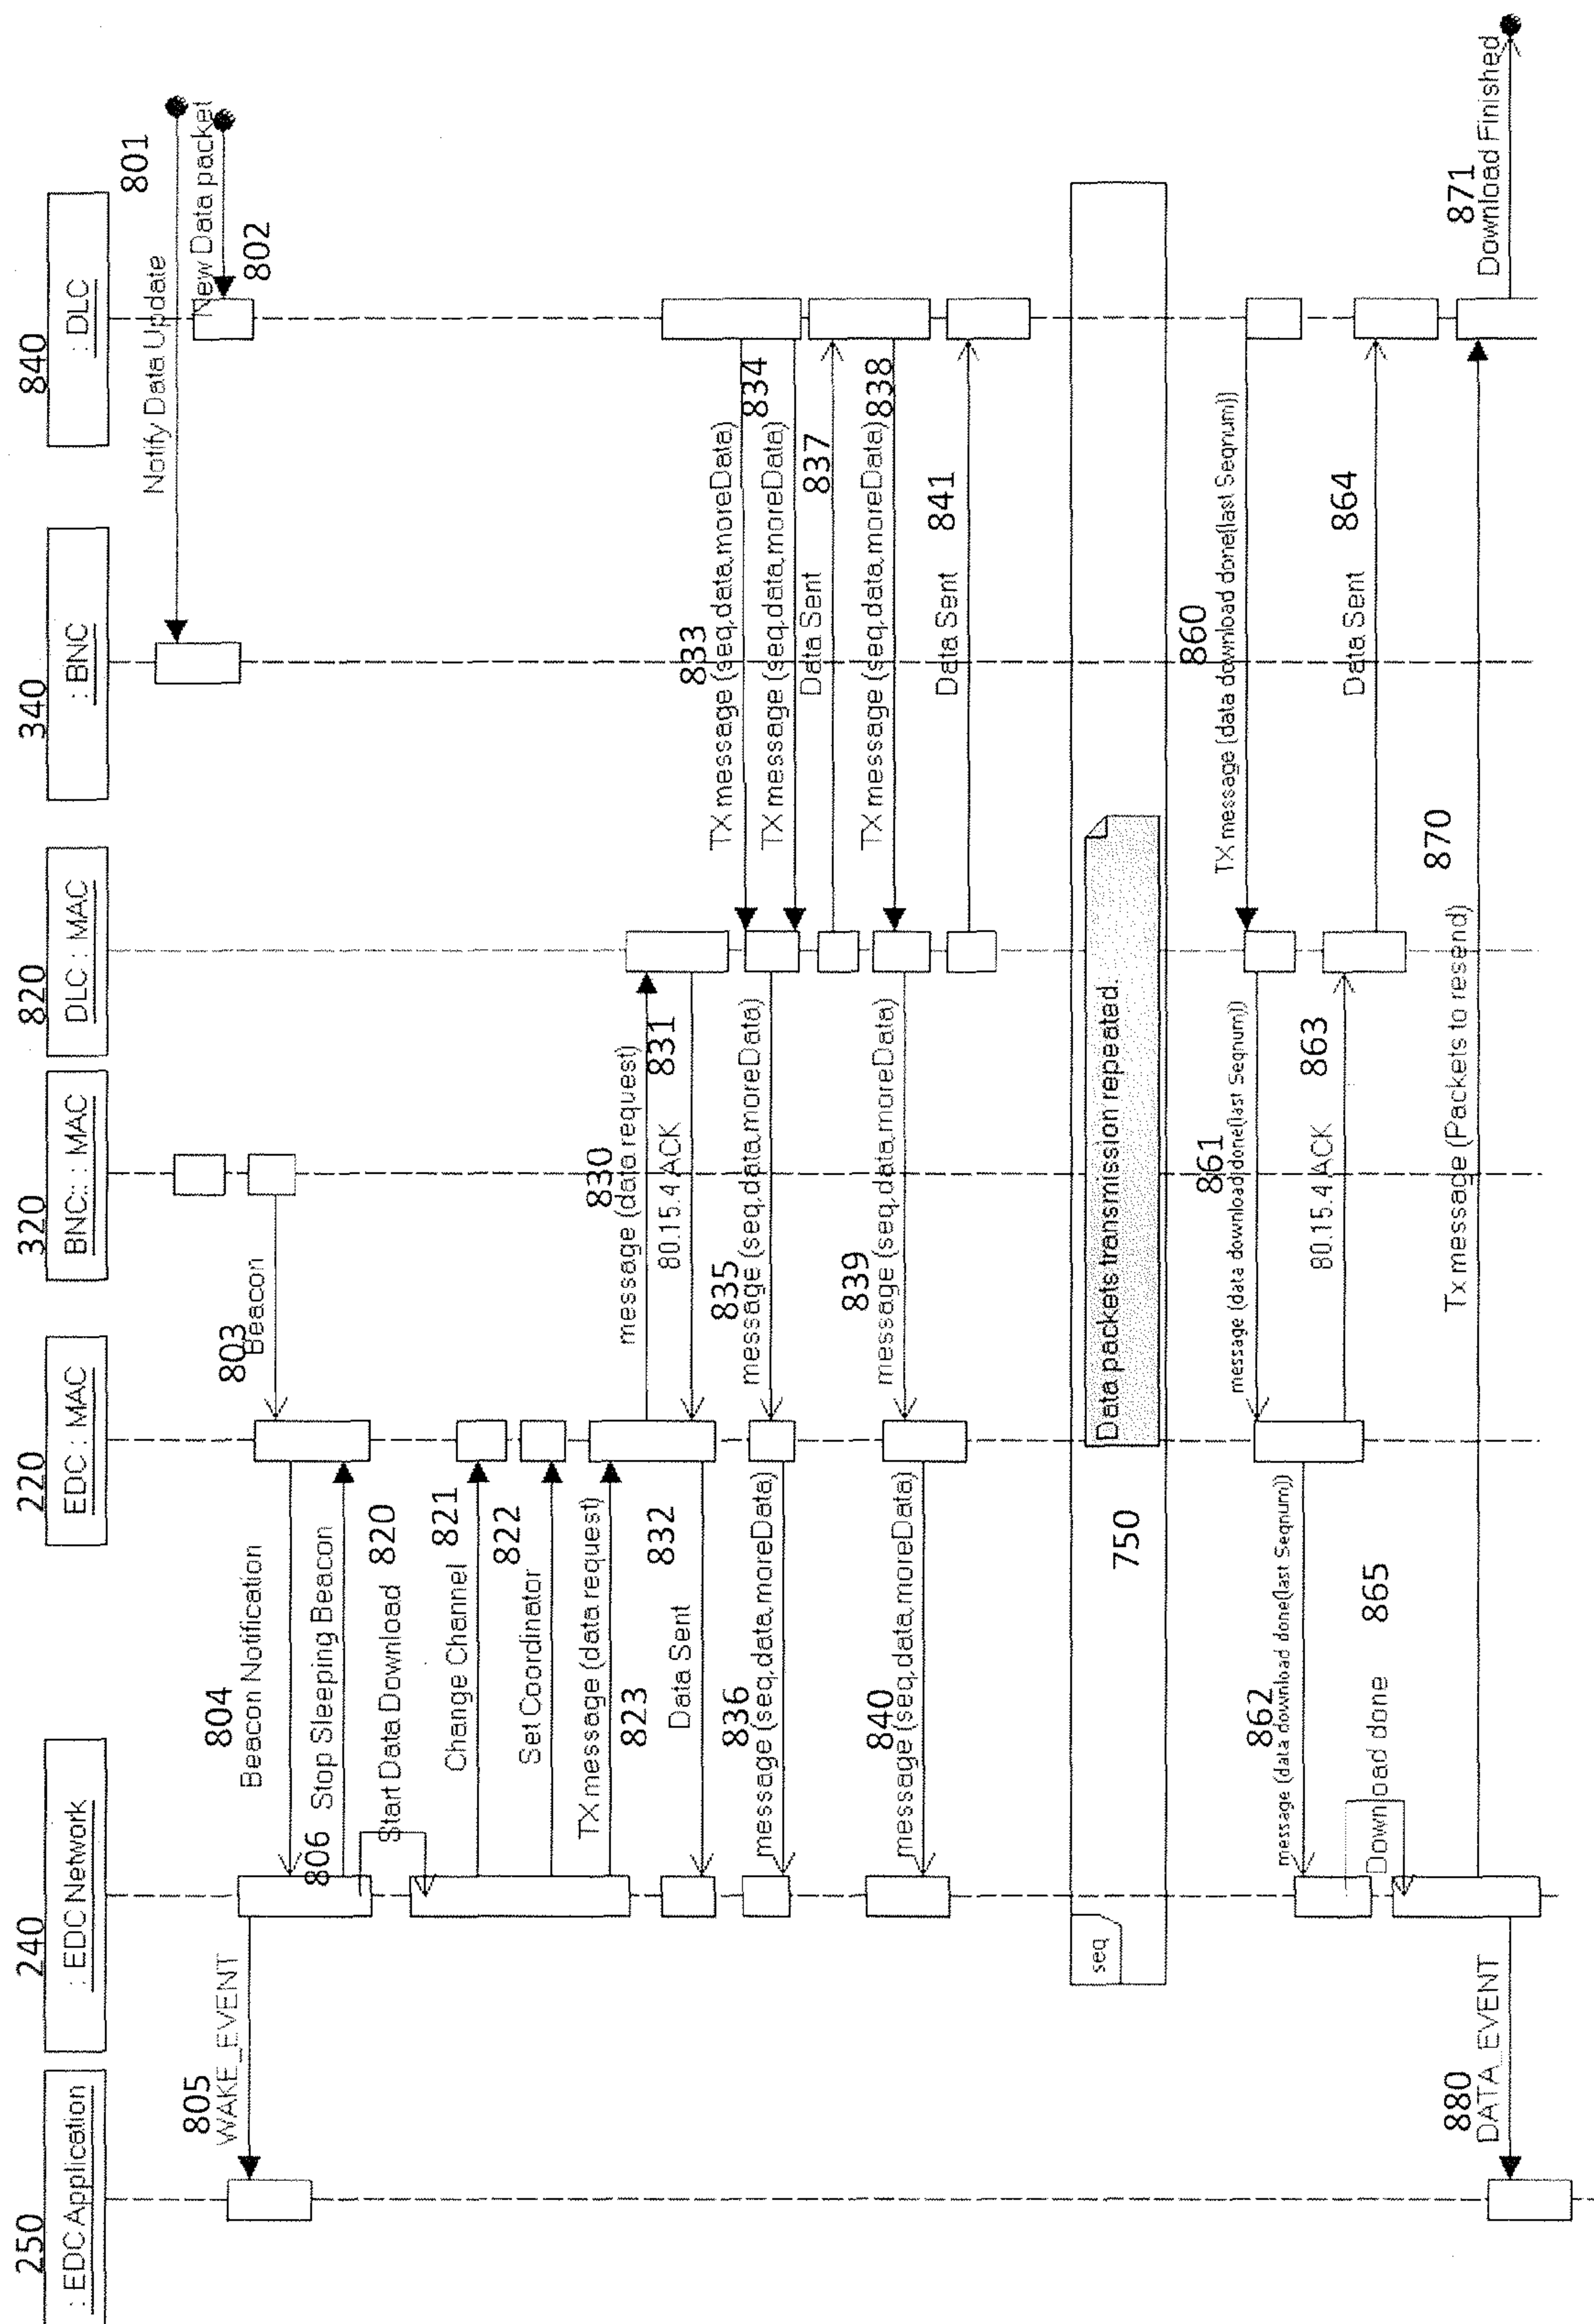 250
: EDC Application
240
: EDC Network
220
EDC : MAC
320
BNC:: : MAC
820
DLC : MAC
340
: BNC
840
: DLC
801
Notify Data Update
New Data packet
802
803
Beacon
804
Beacon Notification
805
WAKE_EVENT
806 Stop Sleeping Beacon
820
Start Data Download
821
Change Channel
822
Set Coordinator
TX message (data request)
823
830
message (data request)
831
80.15.4 ACK
832
Data Sent
833
TX message (seq,data,moreData)
834
TX message (seq,data,moreData)
835
message (seq,data,moreData)
836
message (seq,data,moreData)
837
Data Sent
838
TX message (seq,data,moreData)
839
message (seq,data,moreData)
840
message (seq,data,moreData)
841
Data Sent
seq
750
Data packets transmission repeated.
860
TX message (data download done(last Seqnum))
861
message (data download done(last Seqnum))
862
message (data download done(last Seqnum))
863
80.15.4 ACK
864
Data Sent
865
Download done
870
Tx message (Packets to resend)
871
Download Finished
880
DATA_EVENT